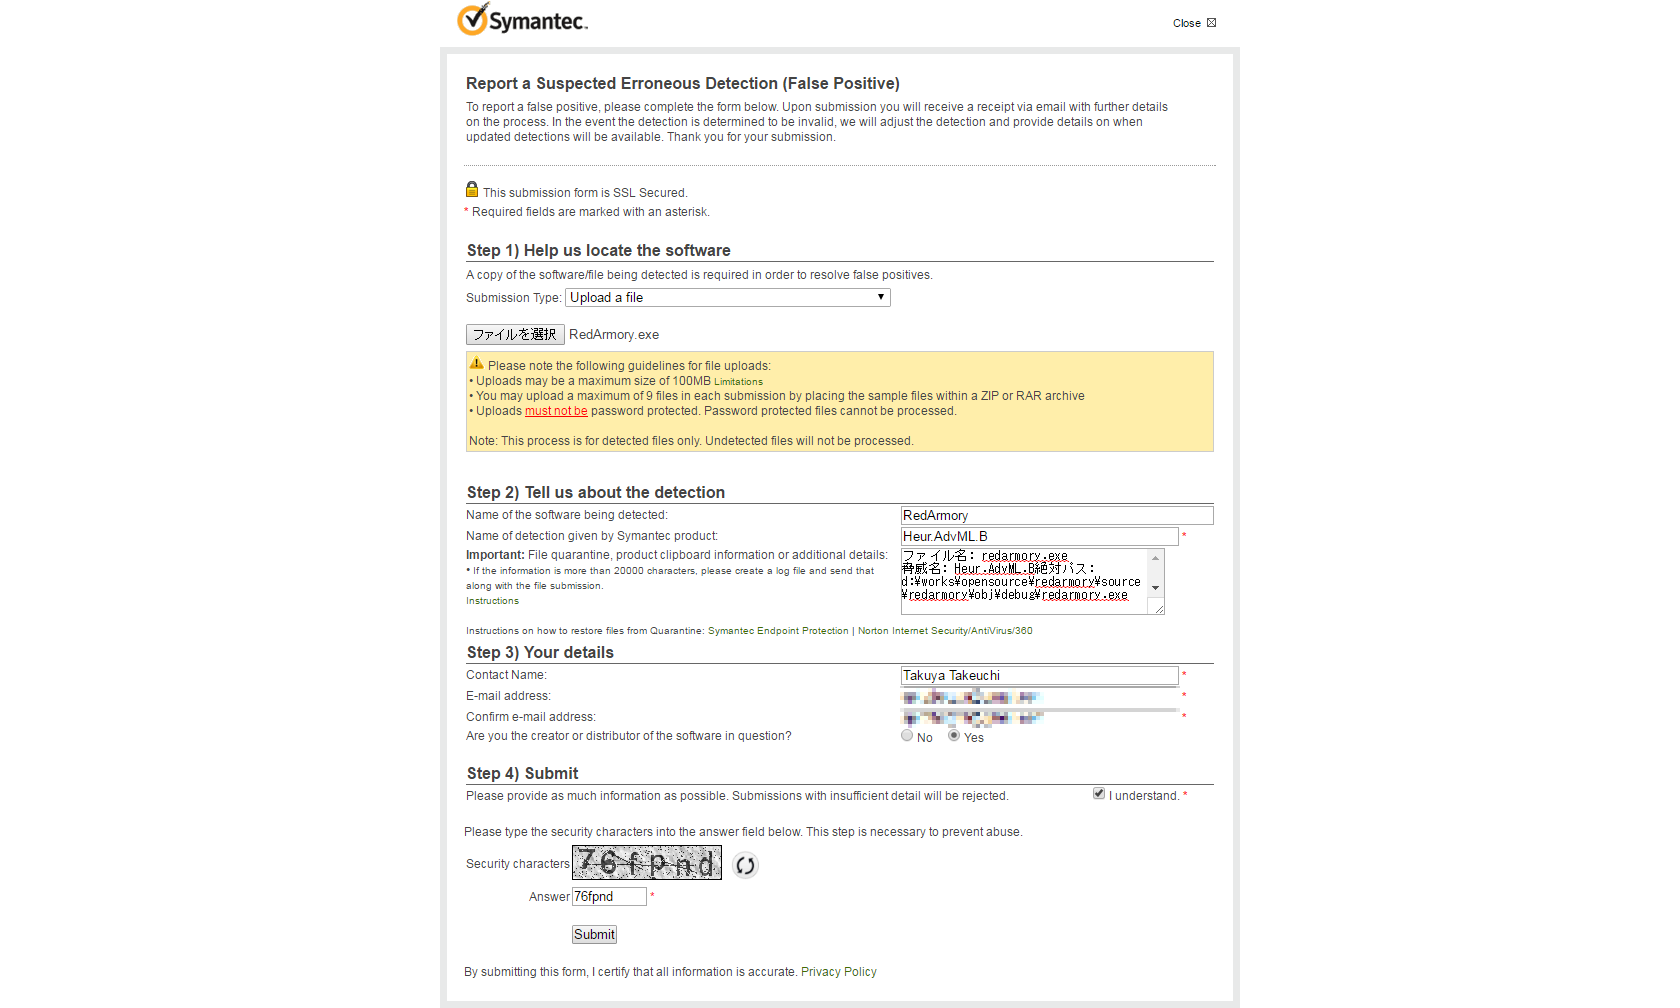 Symantec.
Close
Report a Suspected Erroneous Detection (False Positive)
To report a false positive, please complete the form below. Upon submission you will receive a receipt via email with further details
on the process. In the event the detection is determined to be invalid, we will adjust the detection and provide details on when
updated detections will be available. Thank you for your submission.
This submission form is SSL Secured.
* Required fields are marked with an asterisk.
Step 1) Help us locate the software
A copy of the software/file being detected is required in order to resolve false positives.
Submission Type: Upload a file
ファイルを選択 RedArmory.exe
Please note the following guidelines for file uploads:
• Uploads may be a maximum size of 100MB Limitations
• You may upload a maximum of 9 files in each submission by placing the sample files within a ZIP or RAR archive
• Uploads must not be password protected. Password protected files cannot be processed.
Note: This process is for detected files only. Undetected files will not be processed.
Step 2) Tell us about the detection
Name of the software being detected: RedArmory
Name of detection given by Symantec product: Heur.AdvML.B *
Important: File quarantine, product clipboard information or additional details:
• If the information is more than 20000 characters, please create a log file and send that
along with the file submission.
Instructions
ファイル名: redarmory.exe
脅威名: Heur.AdvML.B絶対パス:
d:¥works¥opensource¥redarmory¥source
¥redarmory¥obj¥debug¥redarmory.exe
Instructions on how to restore files from Quarantine: Symantec Endpoint Protection | Norton Internet Security/AntiVirus/360
Step 3) Your details
Contact Name: Takuya Takeuchi *
E-mail address: *
Confirm e-mail address: *
Are you the creator or distributor of the software in question? No Yes
Step 4) Submit
Please provide as much information as possible. Submissions with insufficient detail will be rejected. I understand. *
Please type the security characters into the answer field below. This step is necessary to prevent abuse.
Security characters 76fpnd
Answer 76fpnd *
Submit
By submitting this form, I certify that all information is accurate. Privacy Policy